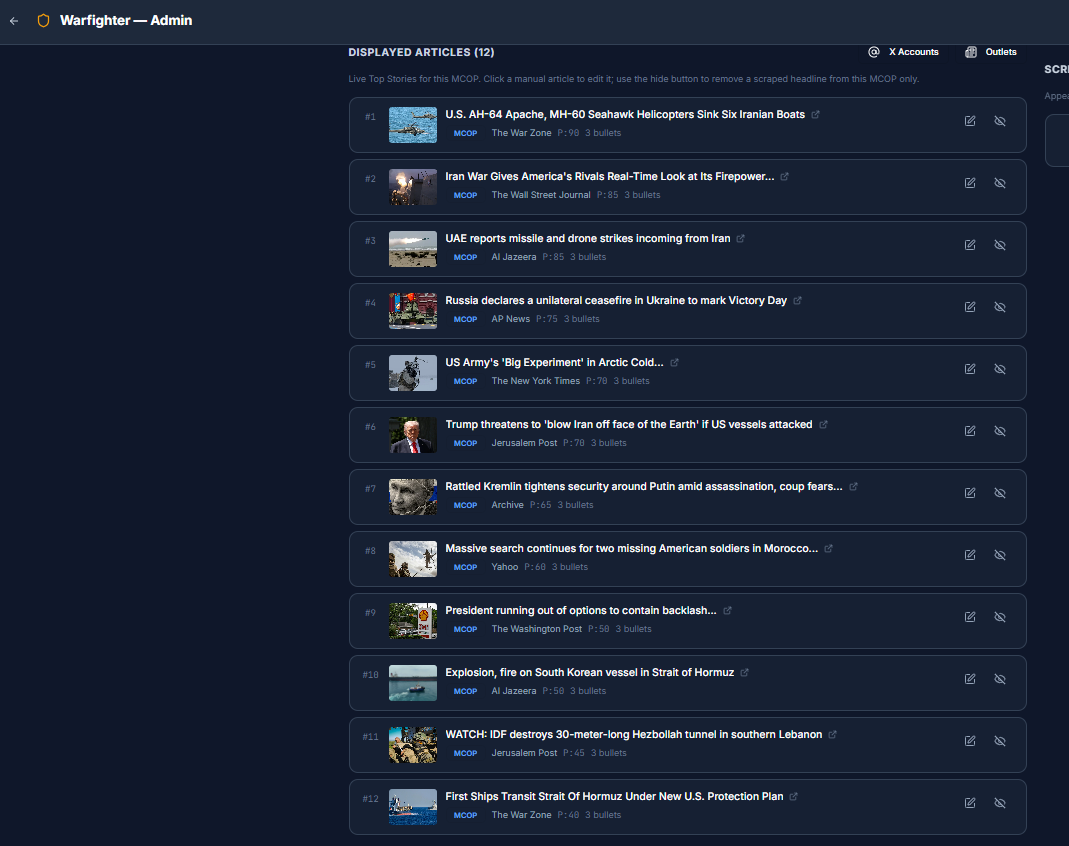 Warfighter — Admin
DISPLAYED ARTICLES (12)
X Accounts
Outlets
SCRE
Live Top Stories for this MCOP. Click a manual article to edit it; use the hide button to remove a scraped headline from this MCOP only.
Appea
#1
U.S. AH-64 Apache, MH-60 Seahawk Helicopters Sink Six Iranian Boats
MCOP The War Zone P:90 3 bullets
#2
Iran War Gives America's Rivals Real-Time Look at Its Firepower...
MCOP The Wall Street Journal P:85 3 bullets
#3
UAE reports missile and drone strikes incoming from Iran
MCOP Al Jazeera P:85 3 bullets
#4
Russia declares a unilateral ceasefire in Ukraine to mark Victory Day
MCOP AP News P:75 3 bullets
#5
US Army's 'Big Experiment' in Arctic Cold...
MCOP The New York Times P:70 3 bullets
#6
Trump threatens to 'blow Iran off face of the Earth' if US vessels attacked
MCOP Jerusalem Post P:70 3 bullets
#7
Rattled Kremlin tightens security around Putin amid assassination, coup fears...
MCOP Archive P:65 3 bullets
#8
Massive search continues for two missing American soldiers in Morocco...
MCOP Yahoo P:60 3 bullets
#9
President running out of options to contain backlash...
MCOP The Washington Post P:50 3 bullets
#10
Explosion, fire on South Korean vessel in Strait of Hormuz
MCOP Al Jazeera P:50 3 bullets
#11
WATCH: IDF destroys 30-meter-long Hezbollah tunnel in southern Lebanon
MCOP Jerusalem Post P:45 3 bullets
#12
First Ships Transit Strait Of Hormuz Under New U.S. Protection Plan
MCOP The War Zone P:40 3 bullets